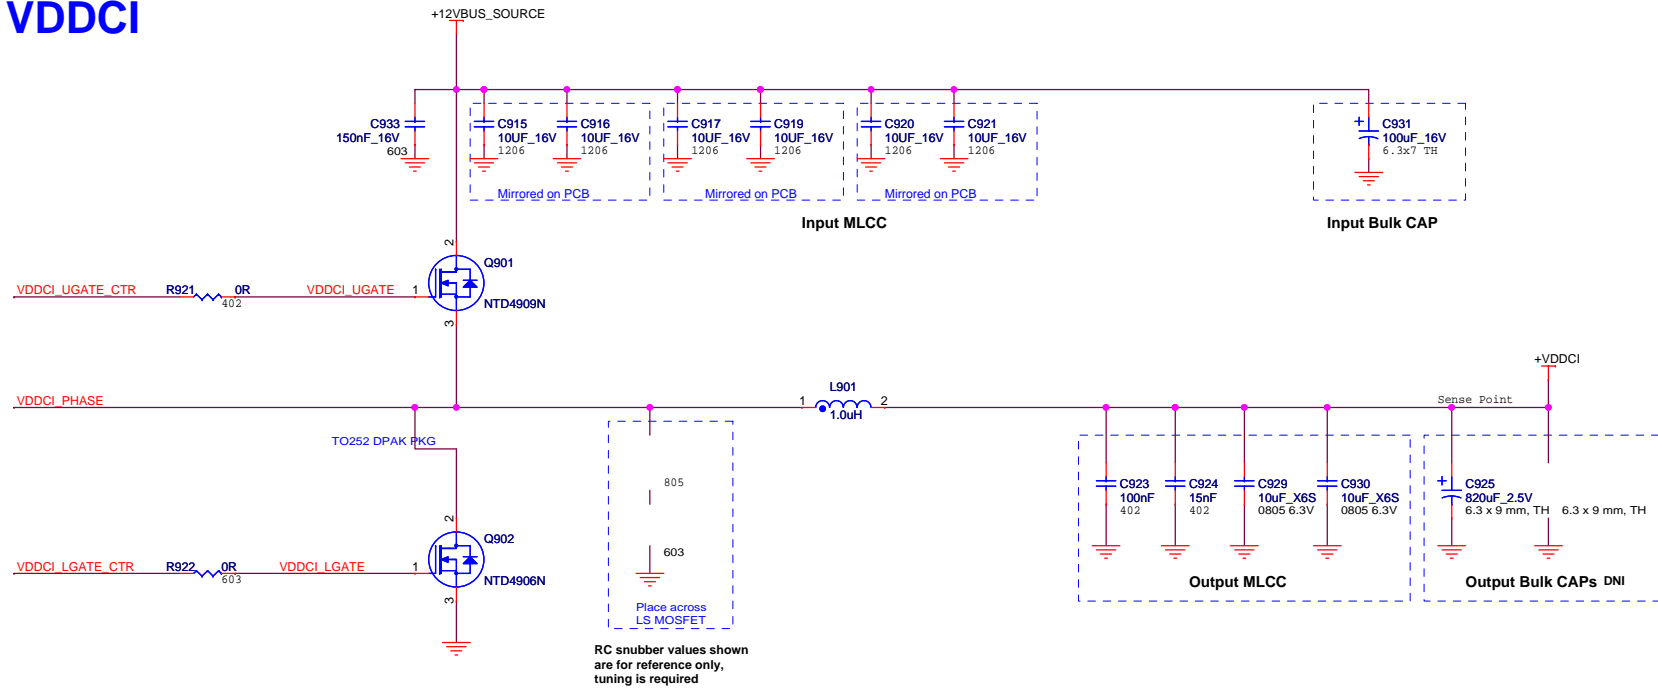 VDDCI
+12VBUS_SOURCE
C933
150nF_16V
603
C915
10UF_16V
1206
C916
10UF_16V
1206
Mirrored on PCB
C917
10UF_16V
1206
C919
10UF_16V
1206
Mirrored on PCB
C920
10UF_16V
1206
C921
10UF_16V
1206
Mirrored on PCB
C931
100uF_16V
6.3x7 TH
+
Input MLCC
Input Bulk CAP
2
Q901
VDDCI_UGATE_CTR
R921
0R
402
VDDCI_UGATE
1
NTD4909N
3
+VDDCI
VDDCI_PHASE
L901
1
2
1.0uH
Sense Point
TO252 DPAK PKG
805
603
Place across
LS MOSFET
C923
100nF
402
C924
15nF
402
C929
10uF_X6S
0805 6.3V
C930
10uF_X6S
0805 6.3V
+
C925
820uF_2.5V
6.3 x 9 mm, TH
6.3 x 9 mm, TH
Output MLCC
Output Bulk CAPs DNI
2
Q902
VDDCI_LGATE_CTR
R922
0R
603
VDDCI_LGATE
1
NTD4906N
3
RC snubber values shown
are for reference only,
tuning is required